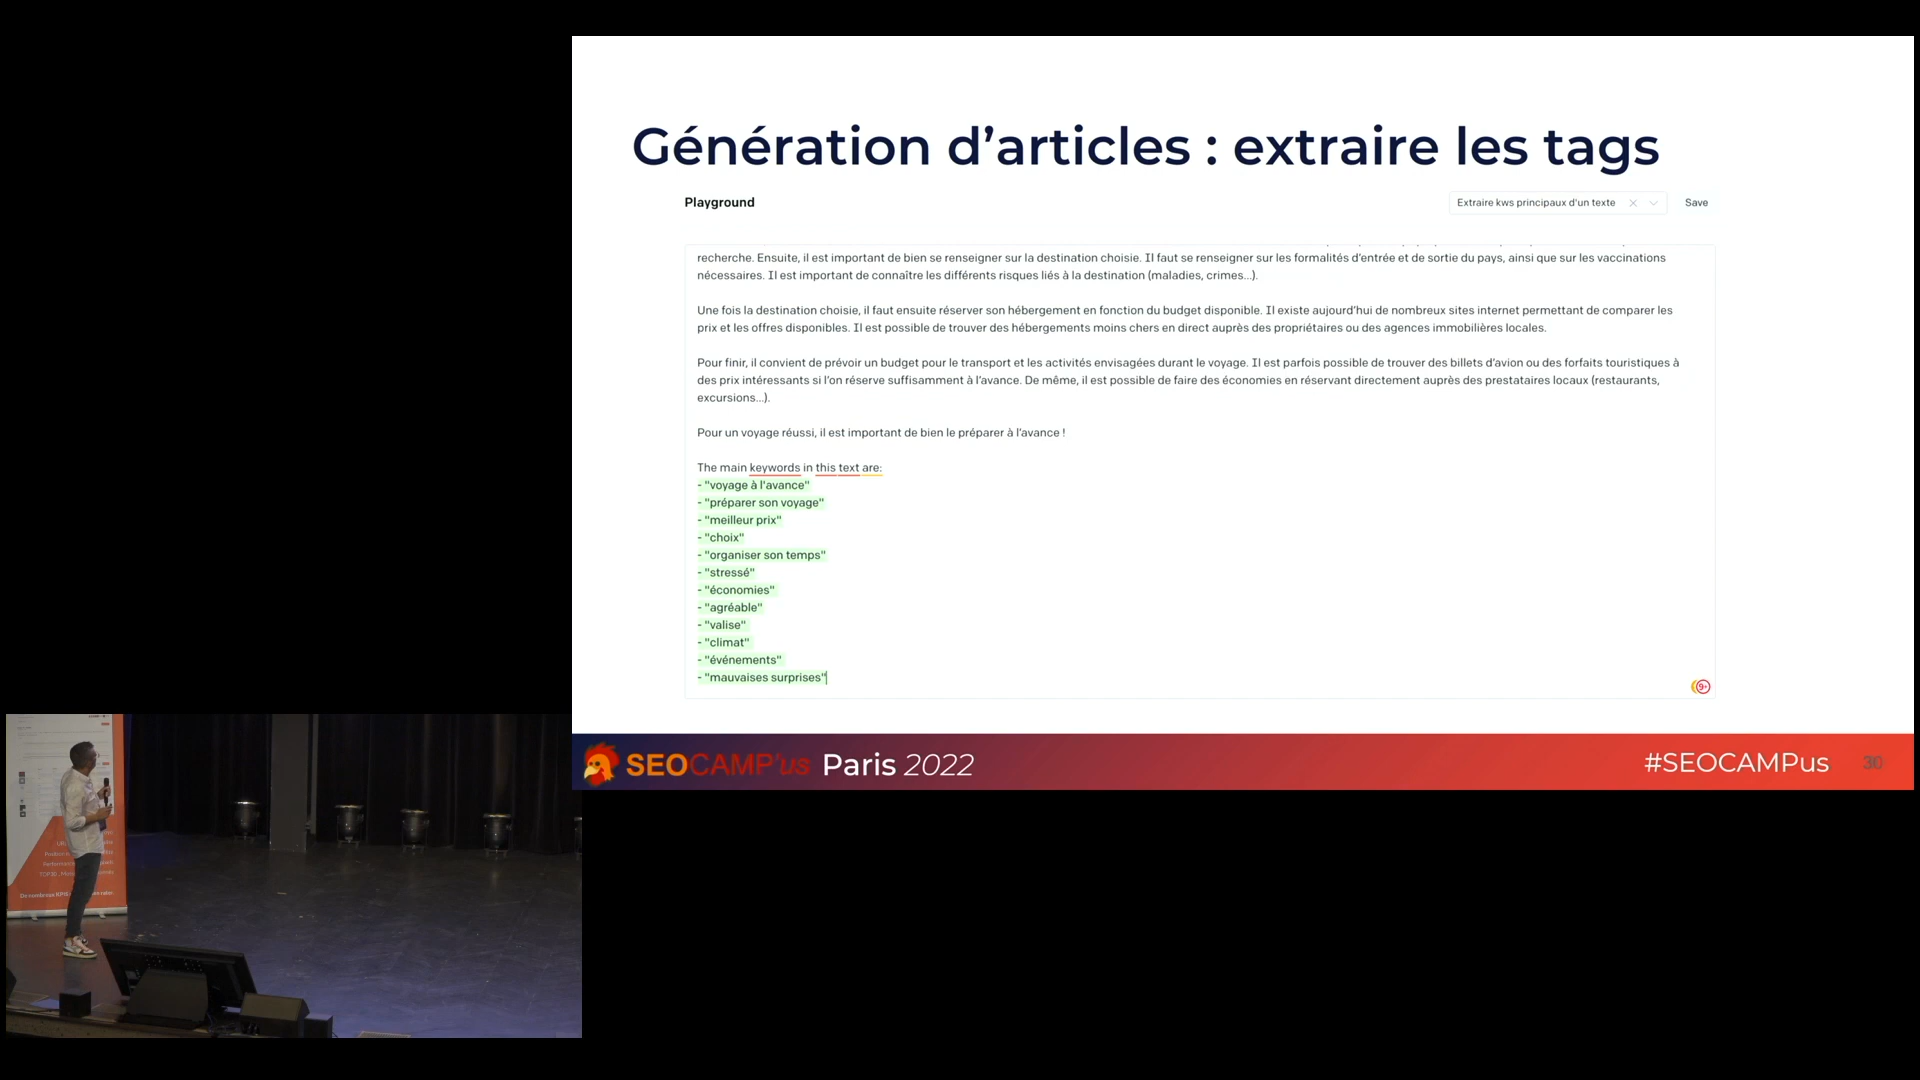 Génération d'articles : extraire les tags
Playground
Extraire kws principaux d'un texte
Save
recherche. Ensuite, il est important de bien se renseigner sur la destination choisie. Il faut se renseigner sur les formalités d'entrée et de sortie du pays, ainsi que sur les vaccinations
nécessaires. Il est important de connaître les différents risques liés à la destination (maladies, crimes...).
Une fois la destination choisie, il faut ensuite réserver son hébergement en fonction du budget disponible. Il existe aujourd'hui de nombreux sites internet permettant de comparer les
prix et les offres disponibles. Il est possible de trouver des hébergements moins chers en direct auprès des propriétaires ou des agences immobilières locales.
Pour finir, il convient de prévoir un budget pour le transport et les activités envisagées durant le voyage. Il est parfois possible de trouver des billets d'avion ou des forfaits touristiques à
des prix intéressants si l'on réserve suffisamment à l'avance. De même, il est possible de faire des économies en réservant directement auprès des prestataires locaux (restaurants,
excursions...).
Pour un voyage réussi, il est important de bien le préparer à l'avance !
The main keywords in this text are:
- "voyage à l'avance"
- "préparer son voyage"
- "meilleur prix"
- "choix"
- "organiser son temps"
- "stressé"
- "économies"
- "agréable"
- "valise"
- "climat"
- "événements"
- "mauvaises surprises"
9+
SEOCAMP'us Paris 2022
#SEOCAMPus
30